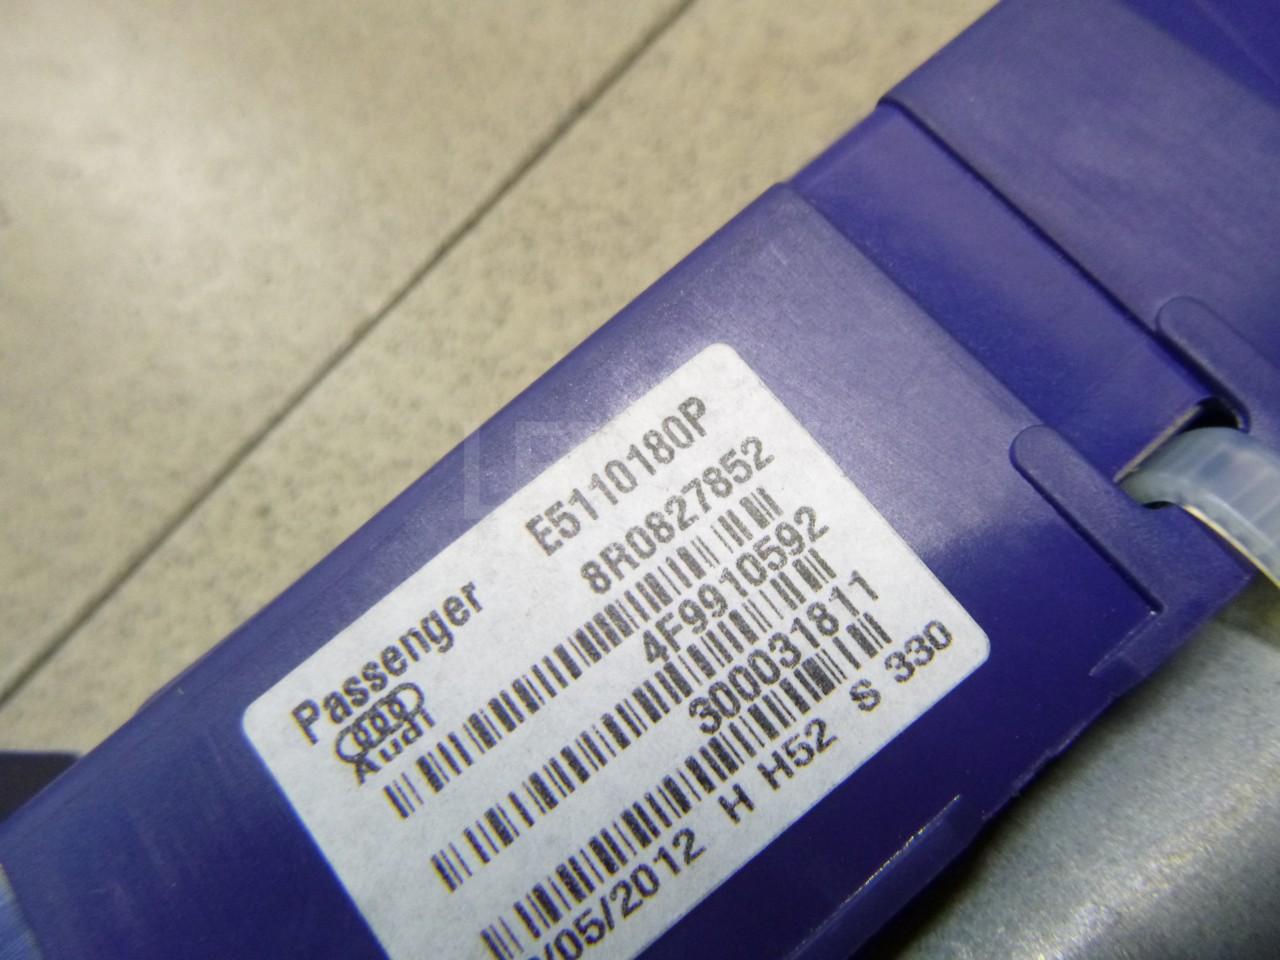 Passenger E5110180P
Audi 8R0827852
4F9910592
300031811
/05/2012 H H52 S 330